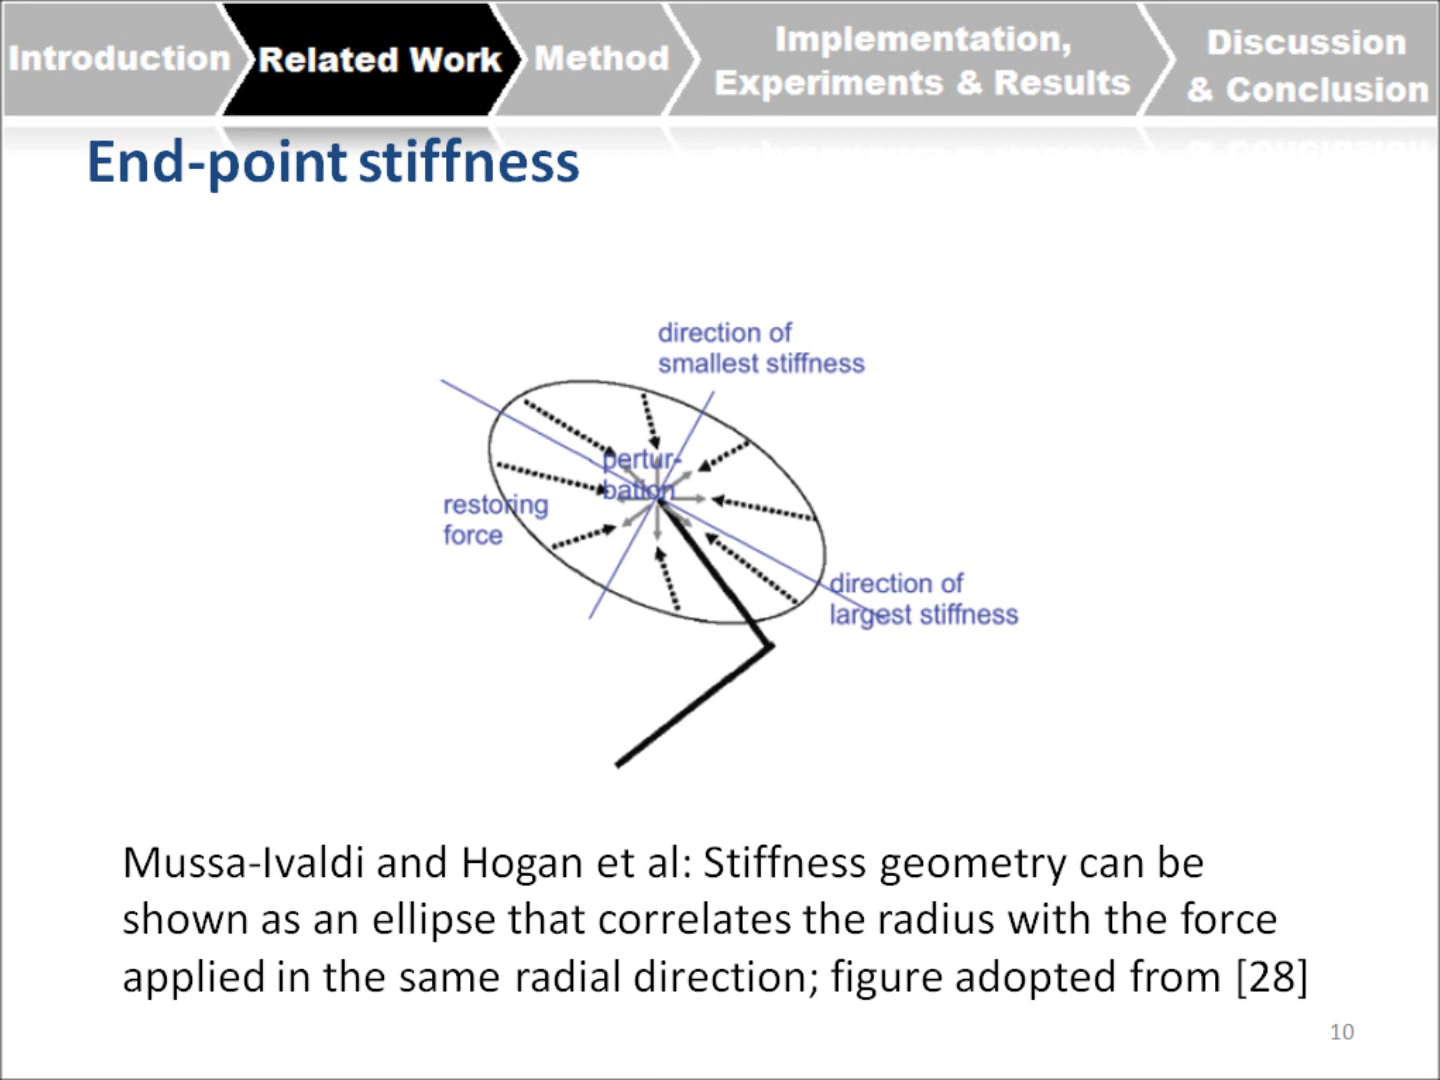 Introduction
Related Work
Method
Implementation,
Experiments & Results
Discussion
& Conclusion
End-point stiffness
direction of
smallest stiffness
pertur-
bation
restoring
force
direction of
largest stiffness
Mussa-Ivaldi and Hogan et al: Stiffness geometry can be
shown as an ellipse that correlates the radius with the force
applied in the same radial direction; figure adopted from [28]
10